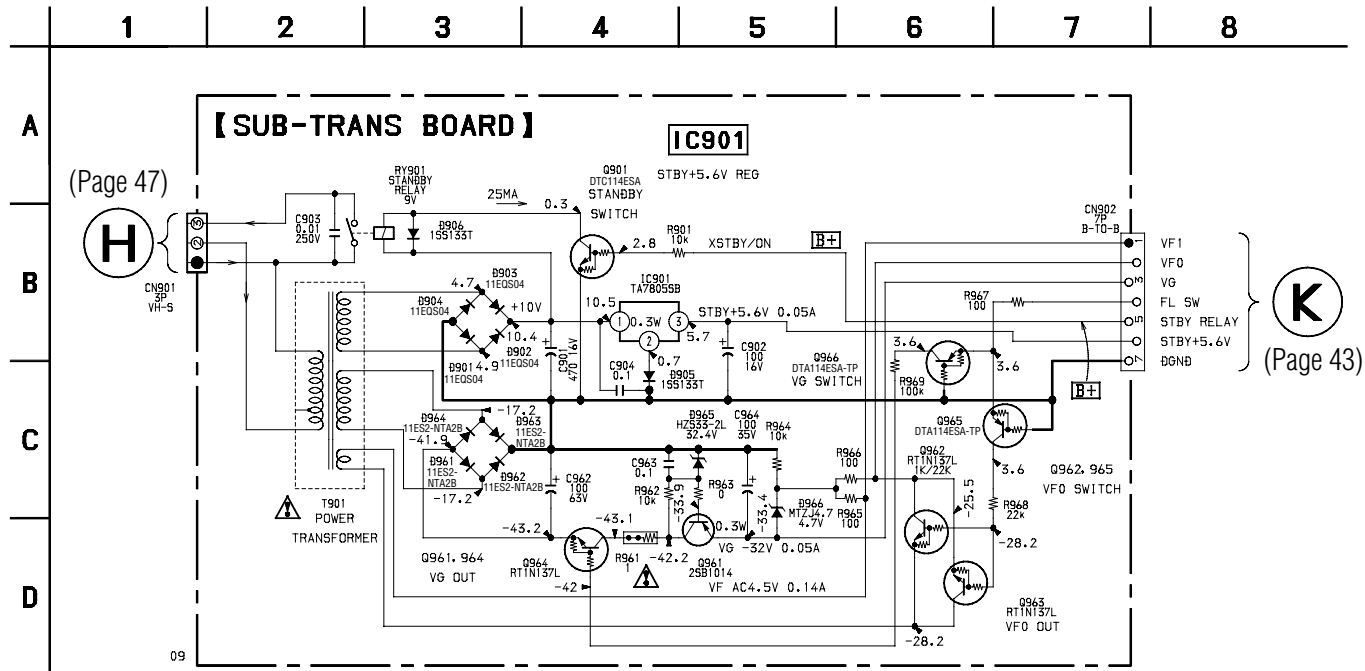 1 2 3 4 5 6 7 8
A
B
C
D
【SUB-TRANS BOARD】
IC901
STBY+5.6V REG
(Page 47)
H
CN901
3P
VH-S
3
2
C903
0.01
250V
RY901
STANDBY
RELAY
9V
25MA
D906
1SS133T
0.3
Q901
DTC114ESA
STANDBY
SWITCH
2.8
R901
10k
XSTBY/ON
B+
CN902
7P
B-TO-B
1
3
5
7
VF1
VF0
VG
FL SW
STBY RELAY
STBY+5.6V
DGND
K
(Page 43)
R967
100
D903
11EQS04
4.7
D904
11EQS04
+10V
10.4
D902
11EQS04
D901
11EQS04
4.9
C901
470 16V
IC901
TA7805SB
10.5
1
0.3W
3
2
5.7
STBY+5.6V 0.05A
0.7
C904
0.1
D905
1SS133T
C902
100
16V
Q966
DTA114ESA-TP
VG SWITCH
3.6
3.6
R969
100k
B+
Q965
DTA114ESA-TP
3.6
Q962,965
VF0 SWITCH
R968
22k
-17.2
D964
11ES2-NTA2B
-41.9
D963
11ES2-
NTA2B
D961
11ES2-
NTA2B
D962
11ES2-NTA2B
-17.2
C962
100
63V
C963
0.1
R962
10k
D965
HZS33-2L
32.4V
R963
0
-33.9
C964
100
35V
R964
10k
-33.4
D966
MTZJ4.7
4.7V
R966
100
R965
100
Q962
RT1N137L
1K/22K
-25.5
-28.2
T901
POWER
TRANSFORMER
Q961,964
VG OUT
-43.2
-43.1
Q964
RT1N137L
-42
R961
1
-42.2
Q961
2SB1014
0.3W
VG -32V 0.05A
VF AC4.5V 0.14A
Q963
RT1N137L
VF0 OUT
-28.2
09